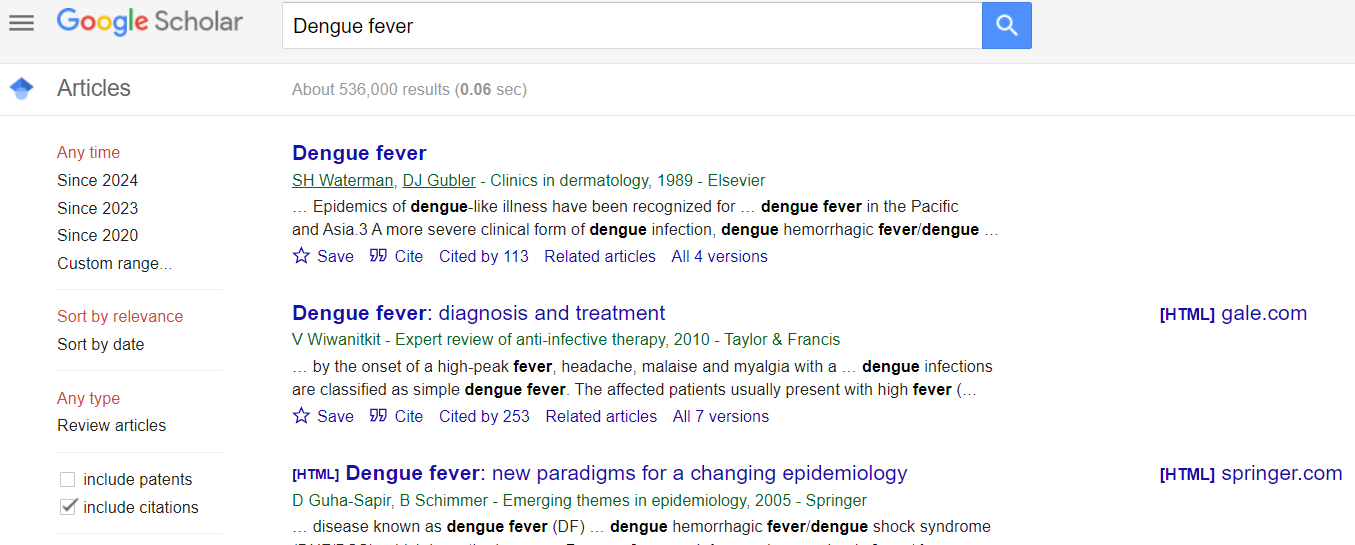 Google Scholar
Dengue fever
Articles
About 536,000 results (0.06 sec)
Any time
Since 2024
Since 2023
Since 2020
Custom range...
Sort by relevance
Sort by date
Any type
Review articles
include patents
include citations
Dengue fever
SH Waterman, DJ Gubler - Clinics in dermatology, 1989 - Elsevier
… Epidemics of dengue-like illness have been recognized for … dengue fever in the Pacific
and Asia.3 A more severe clinical form of dengue infection, dengue hemorrhagic fever/dengue …
Save Cite Cited by 113 Related articles All 4 versions
Dengue fever: diagnosis and treatment
[HTML] gale.com
V Wiwanitkit - Expert review of anti-infective therapy, 2010 - Taylor & Francis
… by the onset of a high-peak fever, headache, malaise and myalgia with a … dengue infections
are classified as simple dengue fever. The affected patients usually present with high fever (…
Save Cite Cited by 253 Related articles All 7 versions
[HTML] Dengue fever: new paradigms for a changing epidemiology
[HTML] springer.com
D Guha-Sapir, B Schimmer - Emerging themes in epidemiology, 2005 - Springer
… disease known as dengue fever (DF) … dengue hemorrhagic fever/dengue shock syndrome